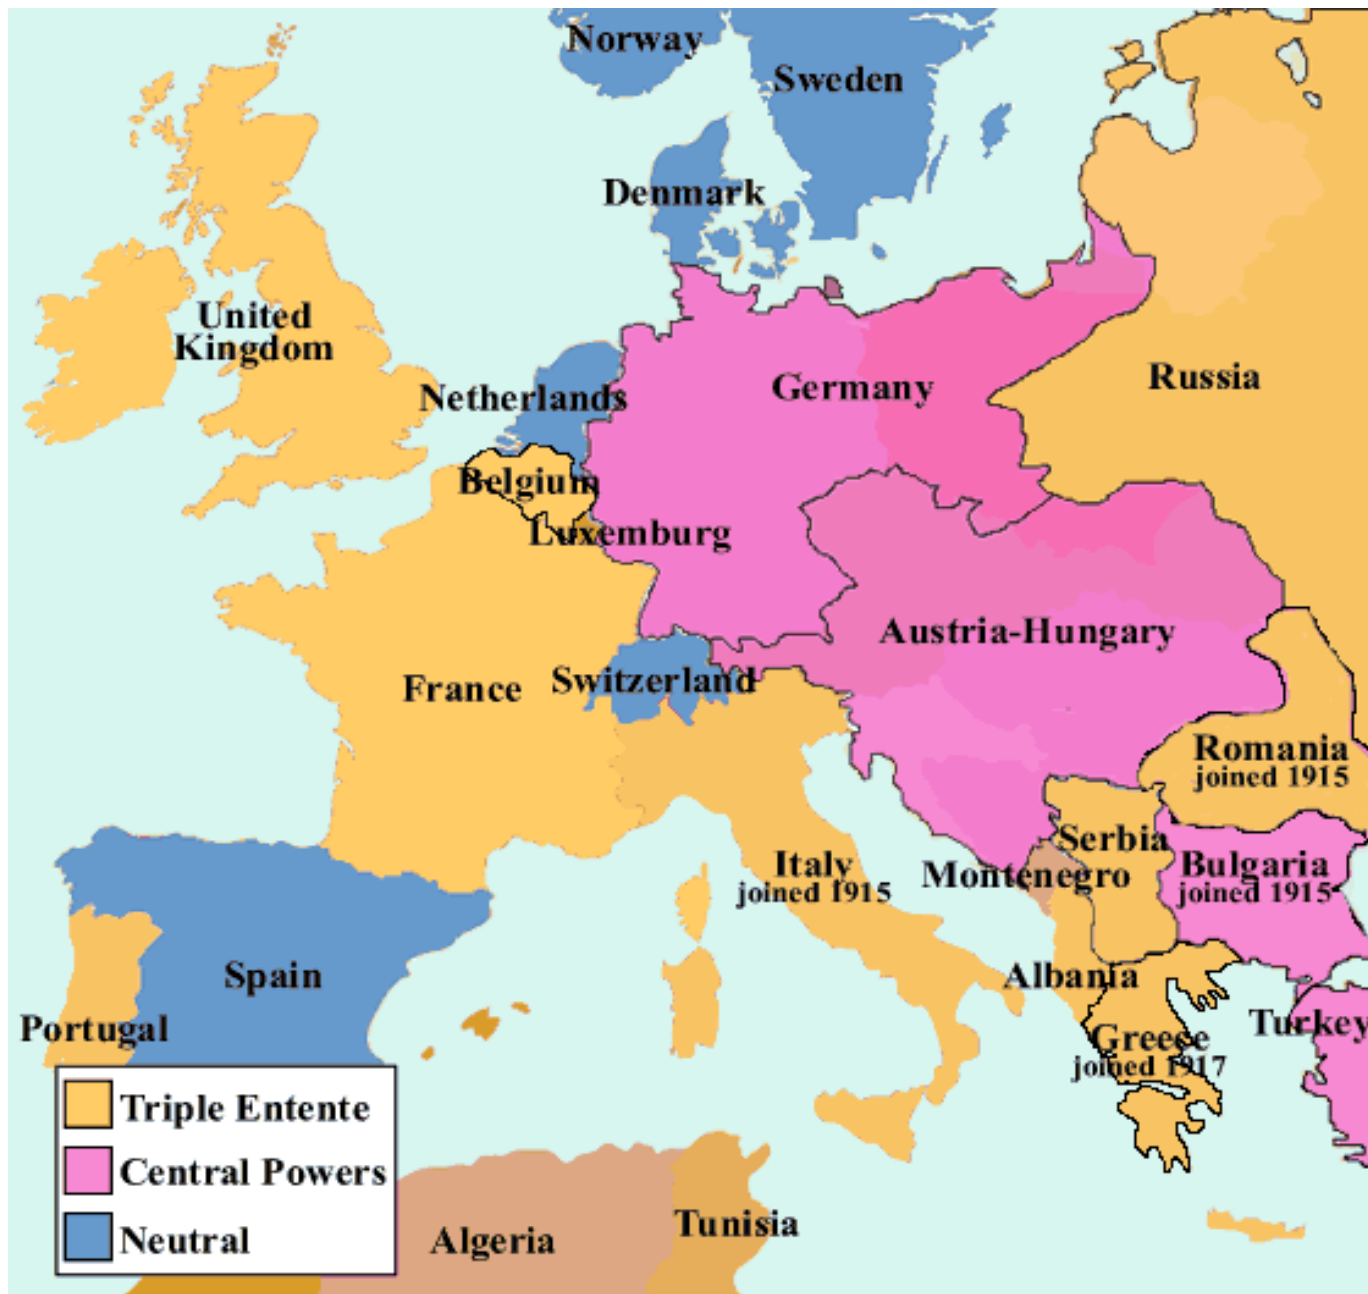 Norway
Sweden
Denmark
United
Kingdom
Netherlands
Germany
Russia
Belgium
Luxemburg
Austria-Hungary
France
Switzerland
Romania
joined 1915
Serbia
Italy
joined 1915
Montenegro
Bulgaria
joined 1915
Spain
Albania
Portugal
Greece
joined 1917
Turkey
Triple Entente
Central Powers
Neutral
Algeria
Tunisia